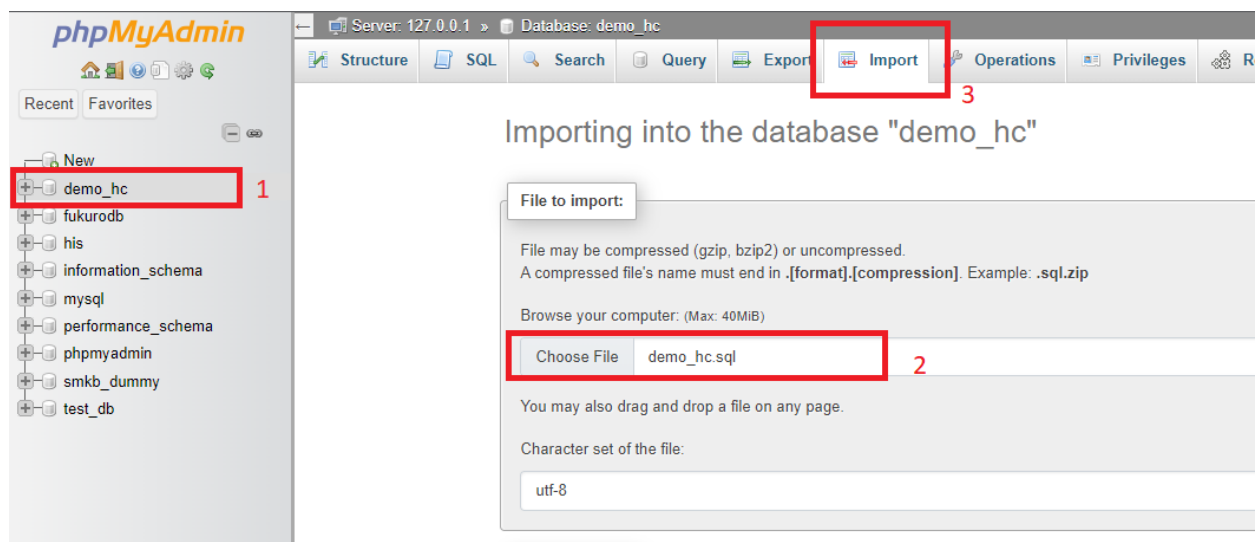 phpMyAdmin
Recent Favorites
New
demo_hc
1
fukurodb
his
information_schema
mysql
performance_schema
phpmyadmin
smkb_dummy
test_db
Server: 127.0.0.1 » Database: demo_hc
Structure SQL Search Query Export Import Operations Privileges R
3
Importing into the database "demo_hc"
File to import:
File may be compressed (gzip, bzip2) or uncompressed.
A compressed file's name must end in .[format].[compression]. Example: .sql.zip
Browse your computer: (Max: 40MiB)
Choose File demo_hc.sql
2
You may also drag and drop a file on any page.
Character set of the file:
utf-8